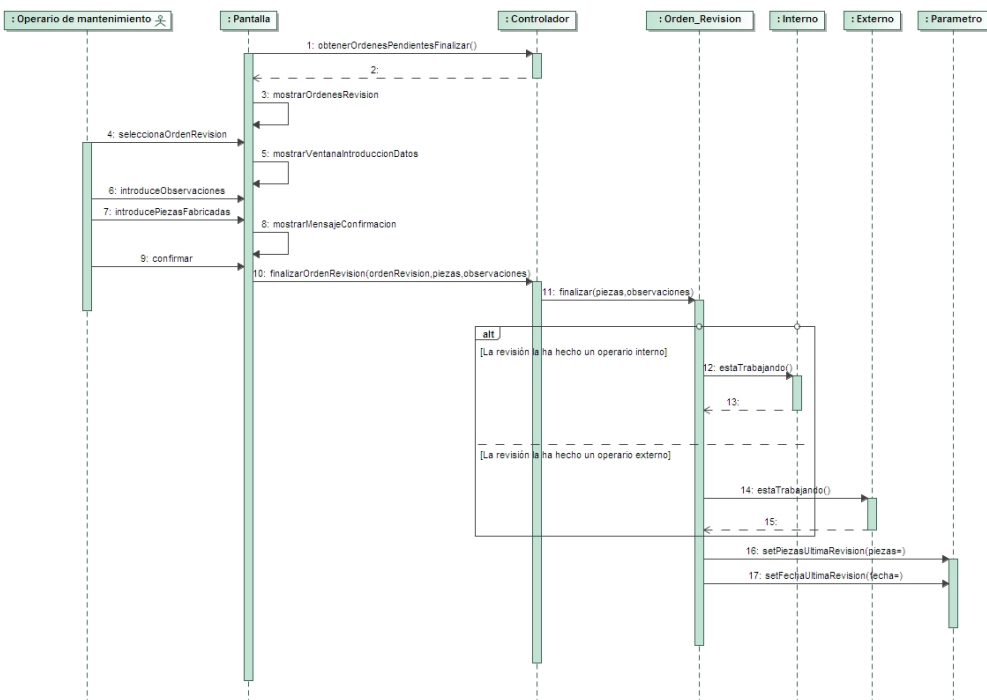 : Operario de mantenimiento
: Pantalla
: Controlador
: Orden_Revision
: Interno
: Externo
: Parametro
1: obtenerOrdenesPendientesFinalizar()
2:
3: mostrarOrdenesRevision
4: seleccionaOrdenRevision
5: mostrarVentanaIntroduccionDatos
6: introduceObservaciones
7: introducePiezasFabricadas
8: mostrarMensajeConfirmacion
9: confirmar
10: finalizarOrdenRevision(ordenRevision,piezas,observaciones)
11: finalizar(piezas,observaciones)
alt
[La revisión la ha hecho un operario interno]
12: estaTrabajando()
13:
[La revisión la ha hecho un operario externo]
14: estaTrabajando()
15:
16: setPiezasUltimaRevision(piezas=)
17: setFechaUltimaRevision(fecha=)